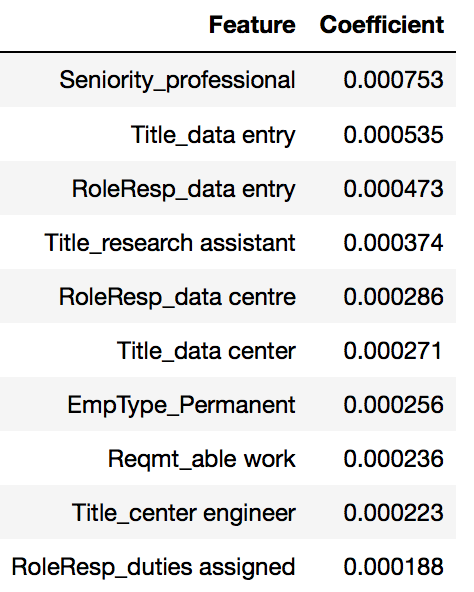 Feature Coefficient
Seniority_professional 0.000753
Title_data entry 0.000535
RoleResp_data entry 0.000473
Title_research assistant 0.000374
RoleResp_data centre 0.000286
Title_data center 0.000271
EmpType_Permanent 0.000256
Reqmt_able work 0.000236
Title_center engineer 0.000223
RoleResp_duties assigned 0.000188